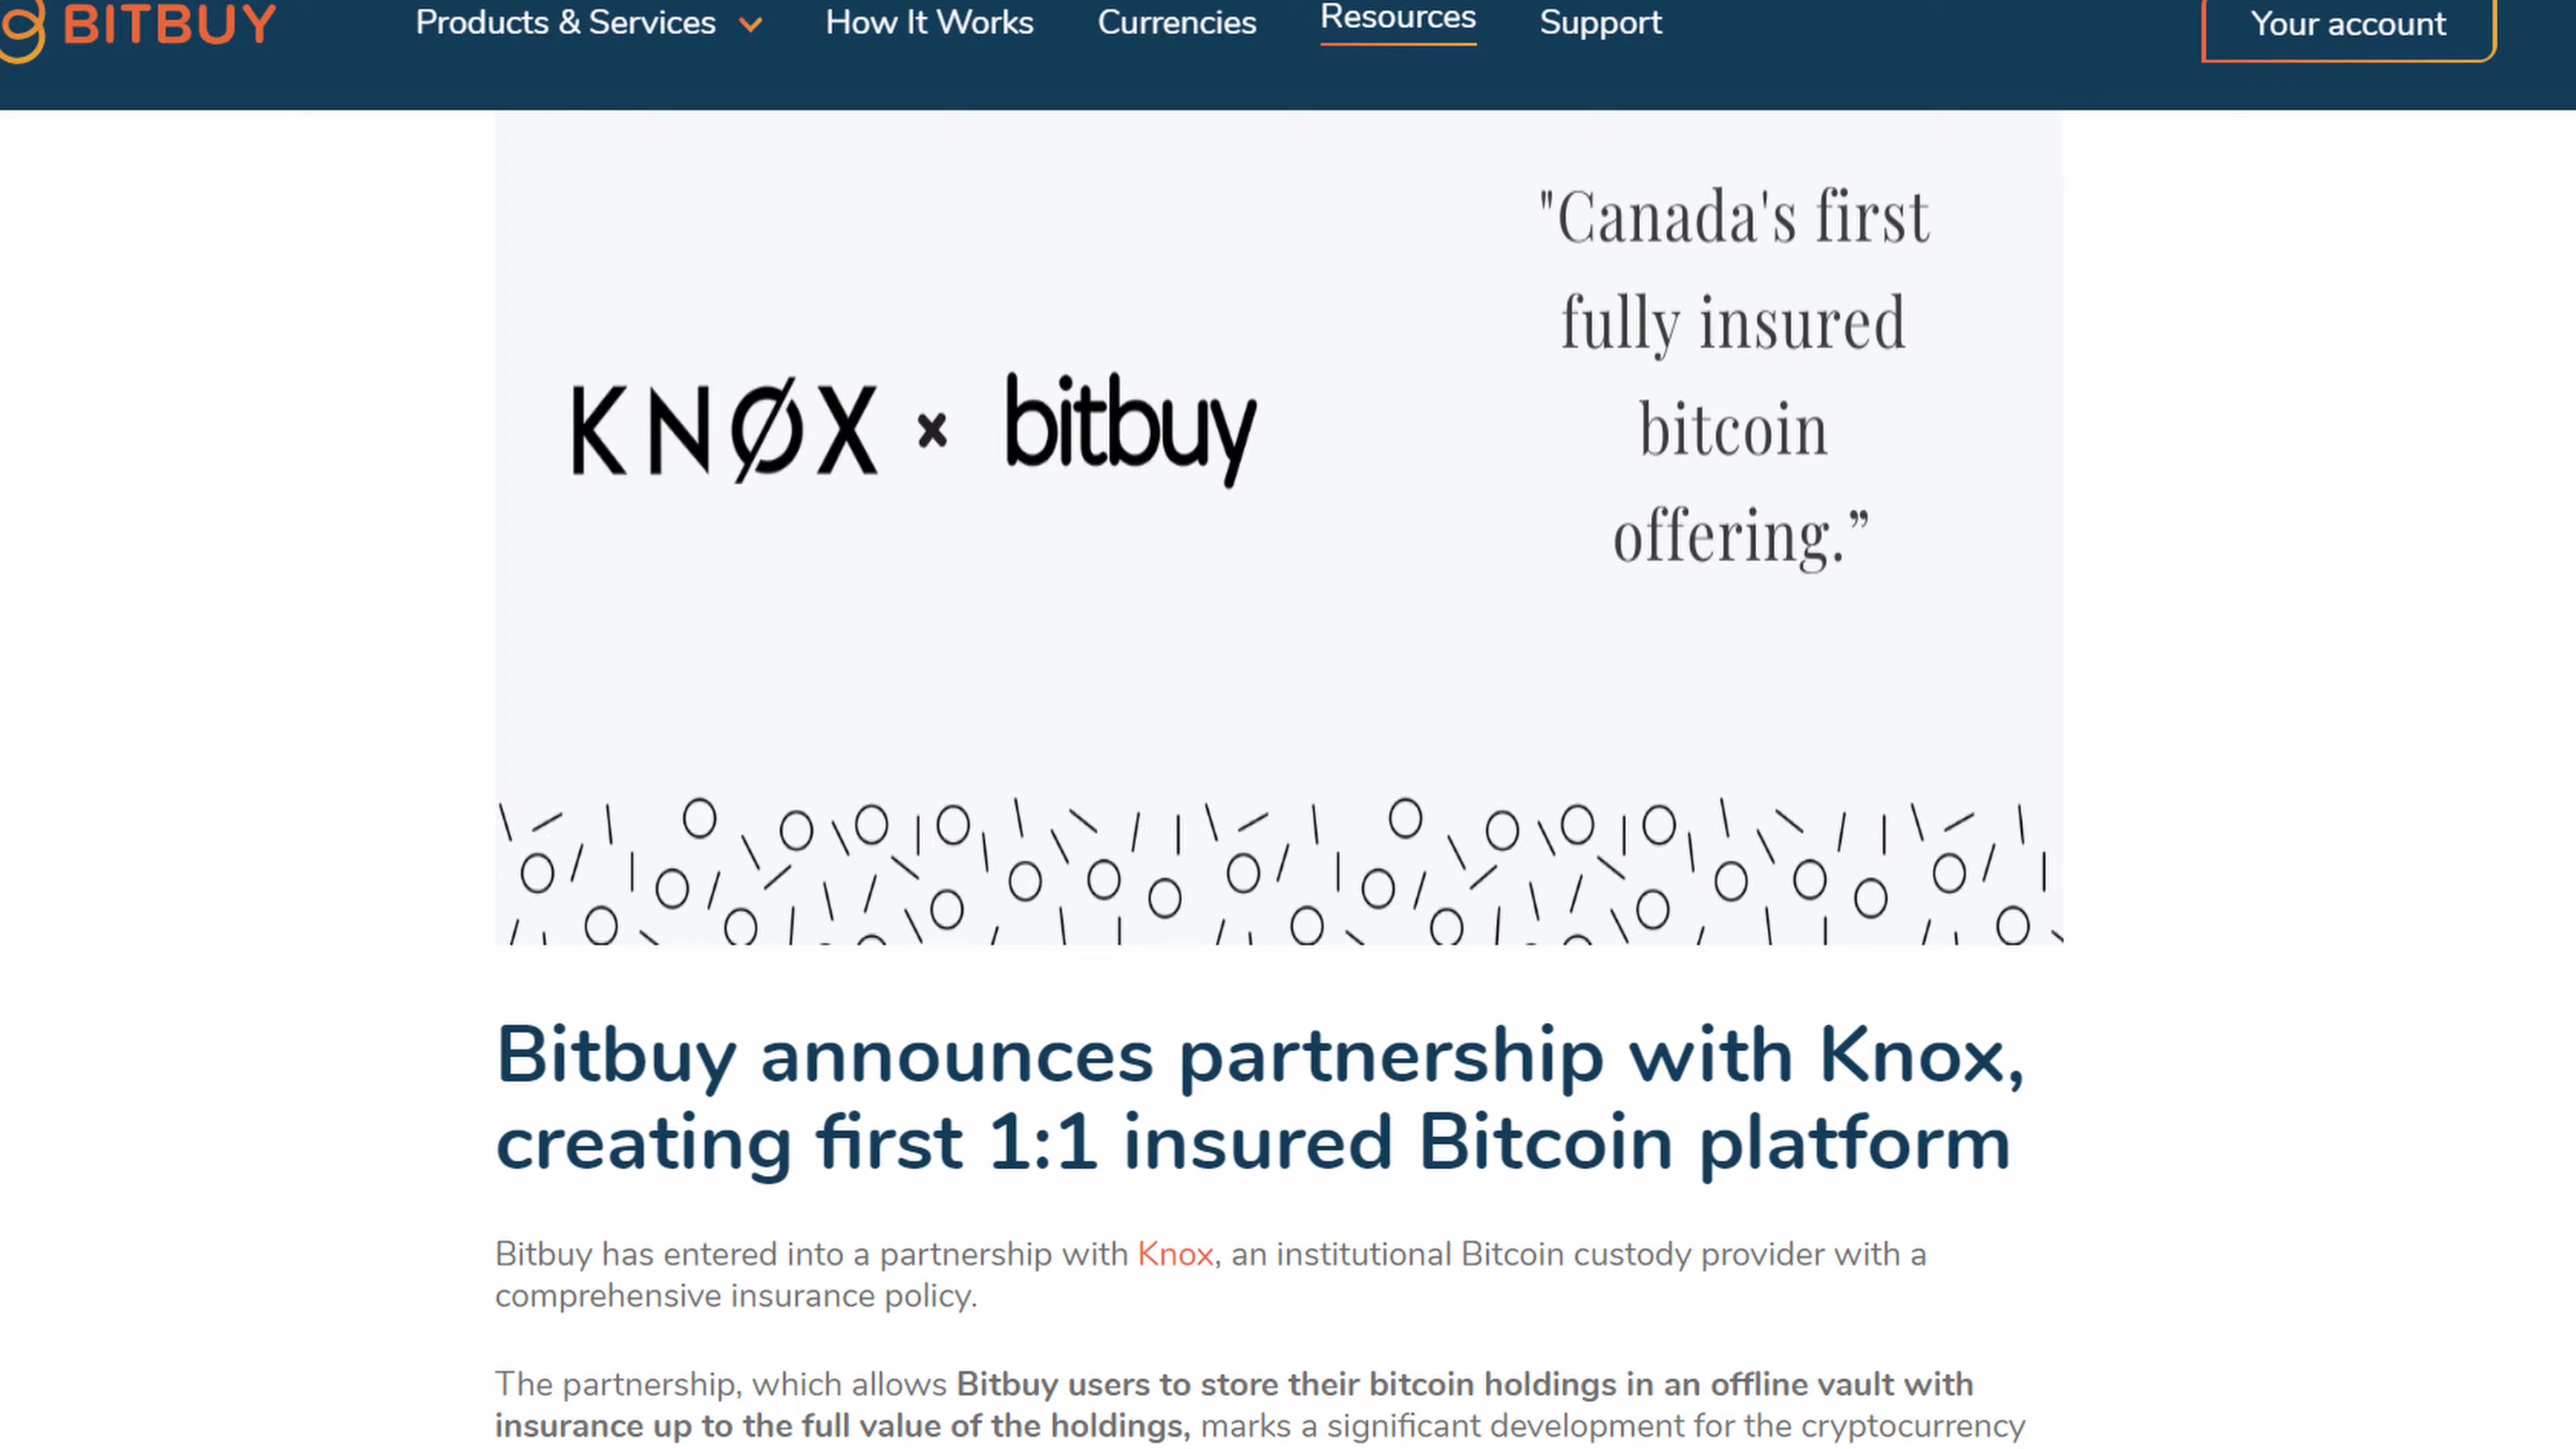 BITBUY
Products & Services
How It Works
Currencies
Resources
Support
Your account
"Canada's first
fully insured
bitcoin
offering.”
KNØX x bitbuy
Bitbuy announces partnership with Knox,
creating first 1:1 insured Bitcoin platform
Bitbuy has entered into a partnership with Knox, an institutional Bitcoin custody provider with a
comprehensive insurance policy.
The partnership, which allows Bitbuy users to store their bitcoin holdings in an offline vault with
insurance up to the full value of the holdings, marks a significant development for the cryptocurrency